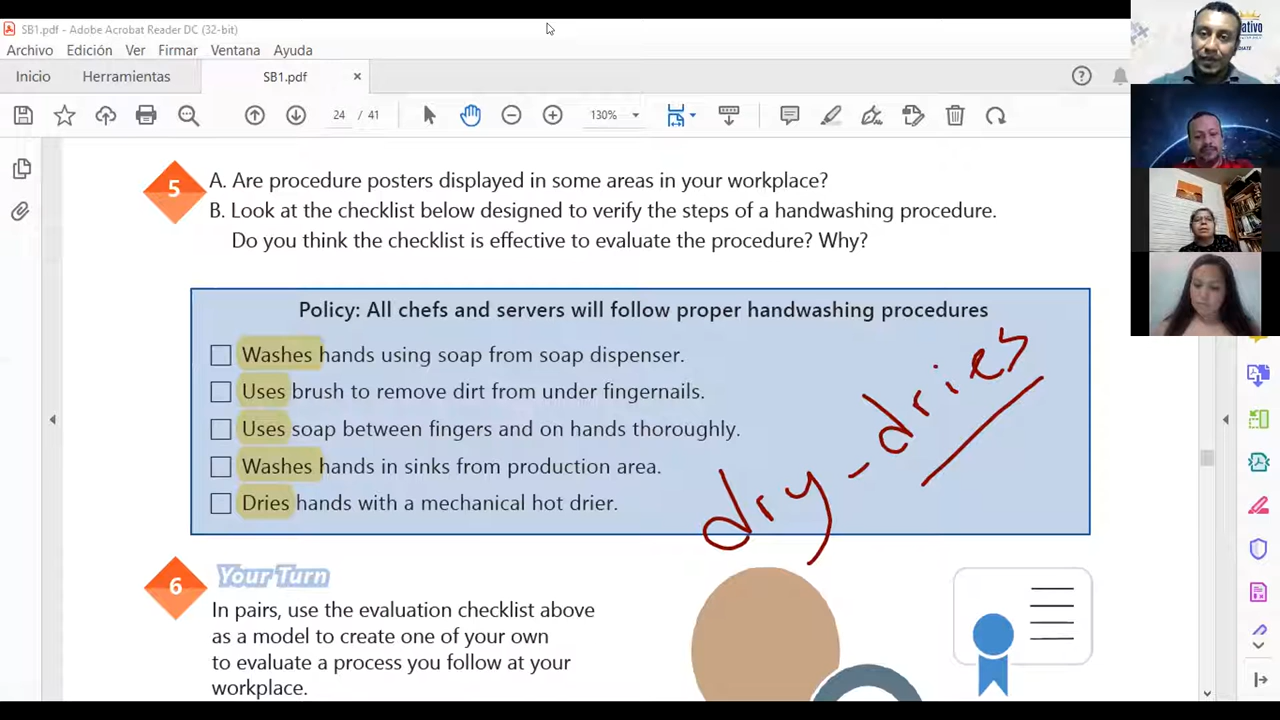 SB1.pdf - Adobe Acrobat Reader DC (32-bit)
Archivo Edición Ver Firmar Ventana Ayuda
Inicio Herramientas SB1.pdf
24 / 41 130%
5
A. Are procedure posters displayed in some areas in your workplace?
B. Look at the checklist below designed to verify the steps of a handwashing procedure.
Do you think the checklist is effective to evaluate the procedure? Why?
Policy: All chefs and servers will follow proper handwashing procedures
Washes hands using soap from soap dispenser.
Uses brush to remove dirt from under fingernails.
Uses soap between fingers and on hands thoroughly.
Washes hands in sinks from production area.
Dries hands with a mechanical hot drier.
dry - dries
6
Your Turn
In pairs, use the evaluation checklist above
as a model to create one of your own
to evaluate a process you follow at your
workplace.